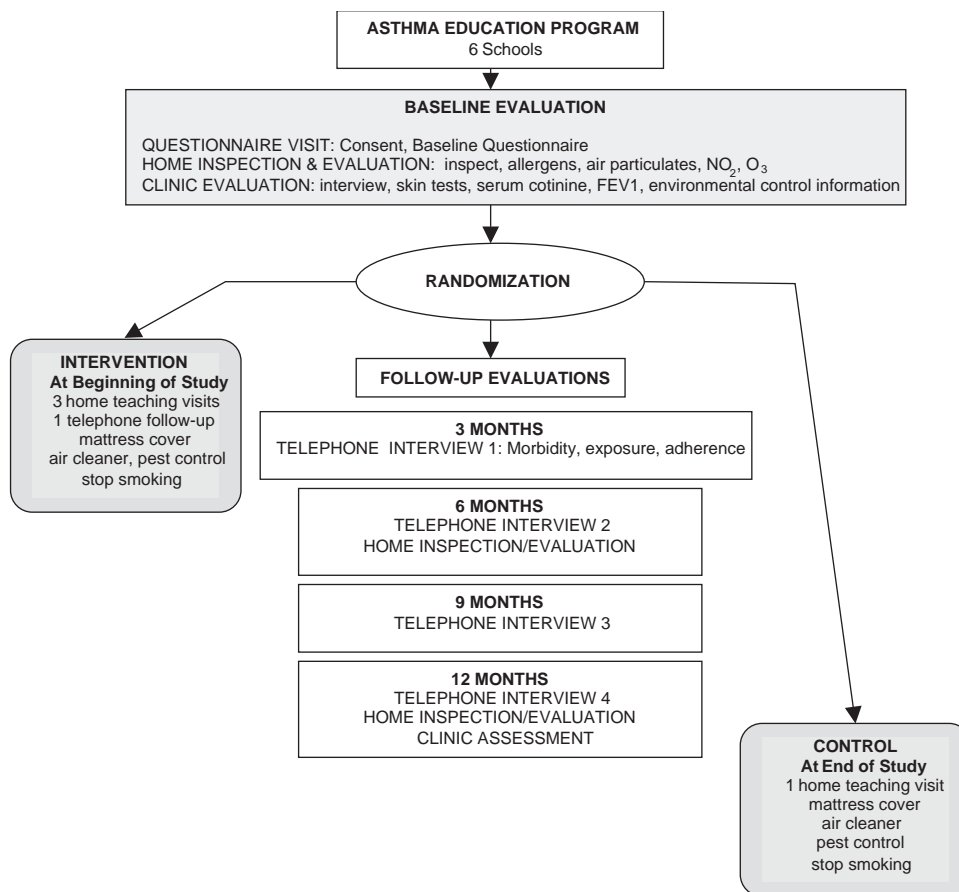 ASTHMA EDUCATION PROGRAM
6 Schools
BASELINE EVALUATION
QUESTIONNAIRE VISIT: Consent, Baseline Questionnaire
HOME INSPECTION & EVALUATION: inspect, allergens, air particulates, NO2, O3
CLINIC EVALUATION: interview, skin tests, serum cotinine, FEV1, environmental control information
RANDOMIZATION
INTERVENTION
At Beginning of Study
3 home teaching visits
1 telephone follow-up
mattress cover
air cleaner, pest control
stop smoking
FOLLOW-UP EVALUATIONS
3 MONTHS
TELEPHONE INTERVIEW 1: Morbidity, exposure, adherence
6 MONTHS
TELEPHONE INTERVIEW 2
HOME INSPECTION/EVALUATION
9 MONTHS
TELEPHONE INTERVIEW 3
12 MONTHS
TELEPHONE INTERVIEW 4
HOME INSPECTION/EVALUATION
CLINIC ASSESSMENT
CONTROL
At End of Study
1 home teaching visit
mattress cover
air cleaner
pest control
stop smoking